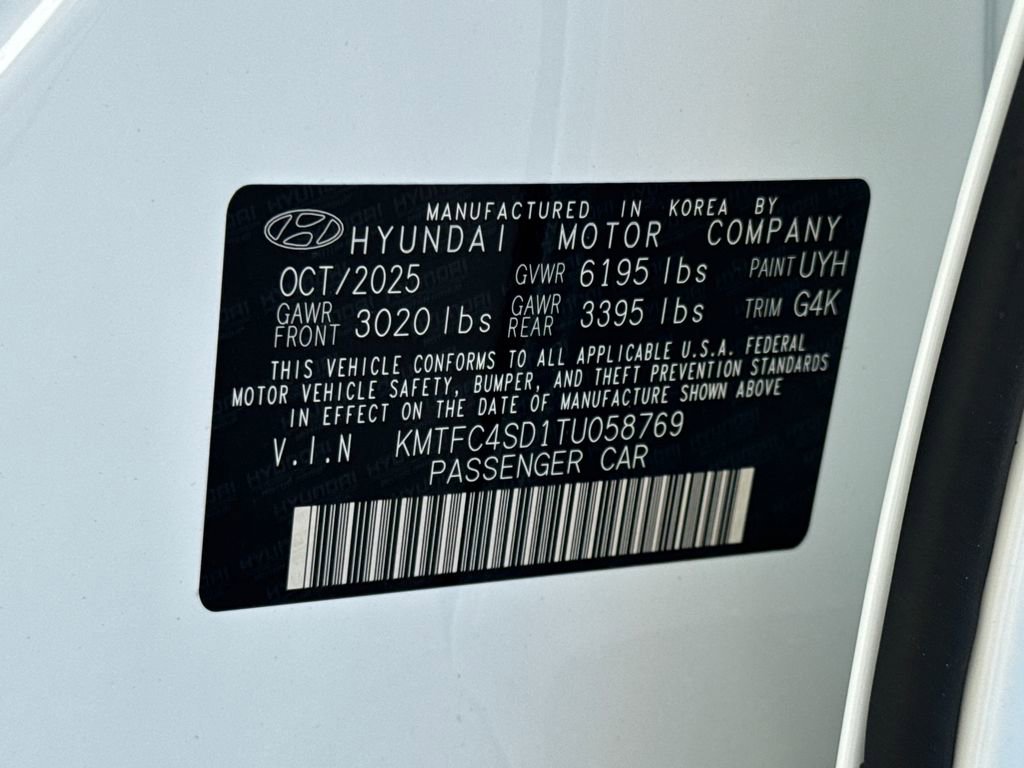 MANUFACTURED IN KOREA BY
HYUNDAI MOTOR COMPANY
OCT/2025 GVWR 6195 lbs PAINT UYH
GAWR FRONT 3020 lbs GAWR REAR 3395 lbs TRIM G4K
THIS VEHICLE CONFORMS TO ALL APPLICABLE U.S.A. FEDERAL
MOTOR VEHICLE SAFETY, BUMPER, AND THEFT PREVENTION STANDARDS
IN EFFECT ON THE DATE OF MANUFACTURE SHOWN ABOVE
V.I.N KMTFC4SD1TU058769
PASSENGER CAR